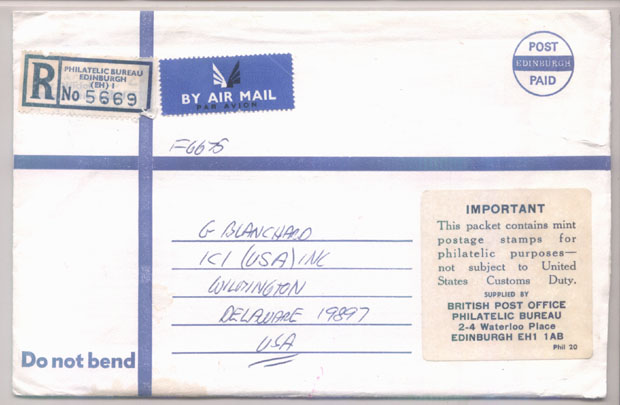 R
PHILATELIC BUREAU
EDINBURGH
(EH) 1
No 5669
BY AIR MAIL
PAR AVION
POST
EDINBURGH
PAID
G BLANCHARD
ICI (USA) INC
WILMINGTON
DELAWARE 19897
USA
IMPORTANT
This packet contains mint
postage stamps for
philatelic purposes—
not subject to United
States Customs Duty.
SUPPLIED BY
BRITISH POST OFFICE
PHILATELIC BUREAU
2-4 Waterloo Place
EDINBURGH EH1 1AB
Phil 20
Do not bend